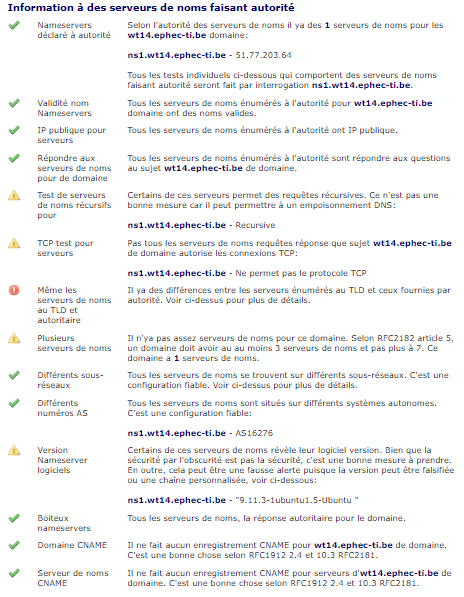 Information à des serveurs de noms faisant autorité
Nameservers
déclaré à autorité
Selon l'autorité des serveurs de noms il ya des 1 serveurs de noms pour les
wt14.ephec-ti.be domaine:
ns1.wt14.ephec-ti.be - 51.77.203.64
Tous les tests individuels ci-dessous qui comportent des serveurs de noms
faisant autorité seront fait par interrogation ns1.wt14.ephec-ti.be.
Validité nom
Nameservers
Tous les serveurs de noms énumérés à l'autorité pour wt14.ephec-ti.be
domaine ont des noms valides.
IP publique pour
serveurs
Tous les serveurs de noms énumérés à l'autorité ont IP publique.
Répondre aux
serveurs de noms
pour de domaine
Tous les serveurs de noms énumérés à l'autorité sont répondre aux questions
au sujet wt14.ephec-ti.be de domaine.
Test de serveurs
de noms récursifs
pour
Certains de ces serveurs permet des requêtes récursives. Ce n'est pas une
bonne mesure car il peut permettre à un empoisonnement DNS:
ns1.wt14.ephec-ti.be - Recursive
TCP test pour
serveurs
Pas tous les serveurs de noms requêtes réponse que sujet wt14.ephec-ti.be
de domaine autorise les connexions TCP:
ns1.wt14.ephec-ti.be - Ne permet pas le protocole TCP
Même les
serveurs de noms
au TLD et
autoritaire
Il ya des différences entre les serveurs énumérés au TLD et ceux fournies par
autorité. Voir ci-dessus pour plus de détails.
Plusieurs
serveurs de noms
Il n'ya pas assez serveurs de noms pour ce domaine. Selon RFC2182 article 5,
un domaine doit avoir au au moins 3 serveurs de noms et pas plus à 7. Ce
domaine a 1 serveurs de noms.
Différents sous-
réseaux
Tous les serveurs de noms se trouvent sur différents sous-réseaux. C'est une
configuration fiable. Voir ci-dessus pour plus de détails.
Différents
numéros AS
Tous les serveurs de noms sont situés sur différents systèmes autonomes.
C'est une configuration fiable:
ns1.wt14.ephec-ti.be - AS16276
Version
Nameserver
logiciels
Certains de ces serveurs de noms révèle leur logiciel version. Bien que la
sécurité par l'obscurité est pas la sécurité, c'est une bonne mesure à prendre.
En outre, cela peut être une fausse alerte puisque la version peut être falsifiée
ou une chaîne personnalisée, voir ci-dessous:
ns1.wt14.ephec-ti.be - "9.11.3-1ubuntu1.5-Ubuntu "
Boiteux
nameservers
Tous les serveurs de noms, la réponse autoritaire pour le domaine.
Domaine CNAME
Il ne fait aucun enregistrement CNAME pour wt14.ephec-ti.be de domaine.
C'est une bonne chose selon RFC1912 2.4 et 10.3 RFC2181.
Serveur de noms
CNAME
Il ne fait aucun enregistrement CNAME pour serveurs d'wt14.ephec-ti.be de
domaine. C'est une bonne chose selon RFC1912 2.4 et 10.3 RFC2181.